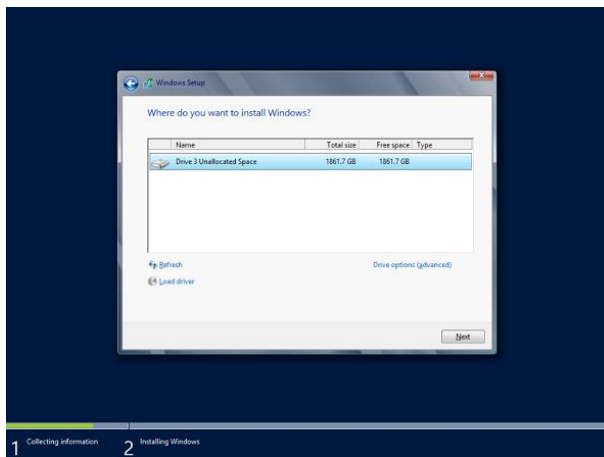 Windows Setup
Where do you want to install Windows?
Name Total size Free space Type
Drive 3 Unallocated Space 1861.7 GB 1861.7 GB
Refresh Drive options (advanced)
Load driver
Next
1 Collecting information 2 Installing Windows